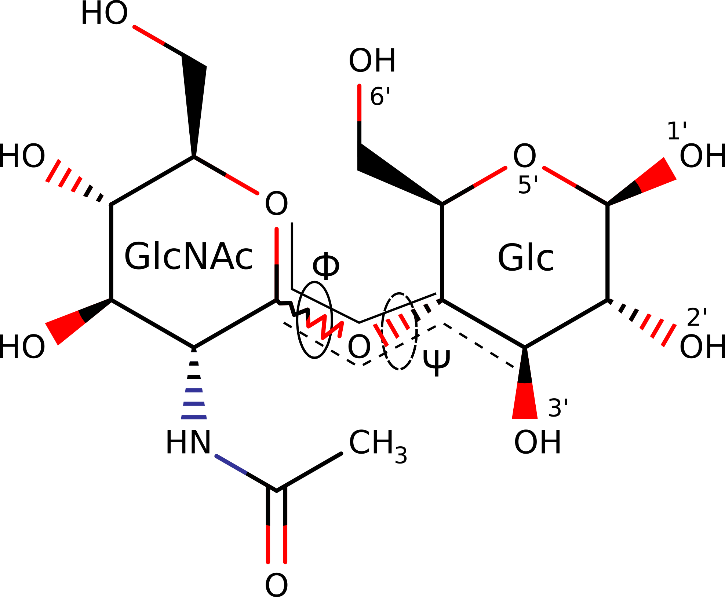 HO
OH
6'
1'
HO
O
OH
5'
O
GlcNAc
Φ
Glc
2'
HO
O
OH
Ψ
3'
HN
CH3
OH
O